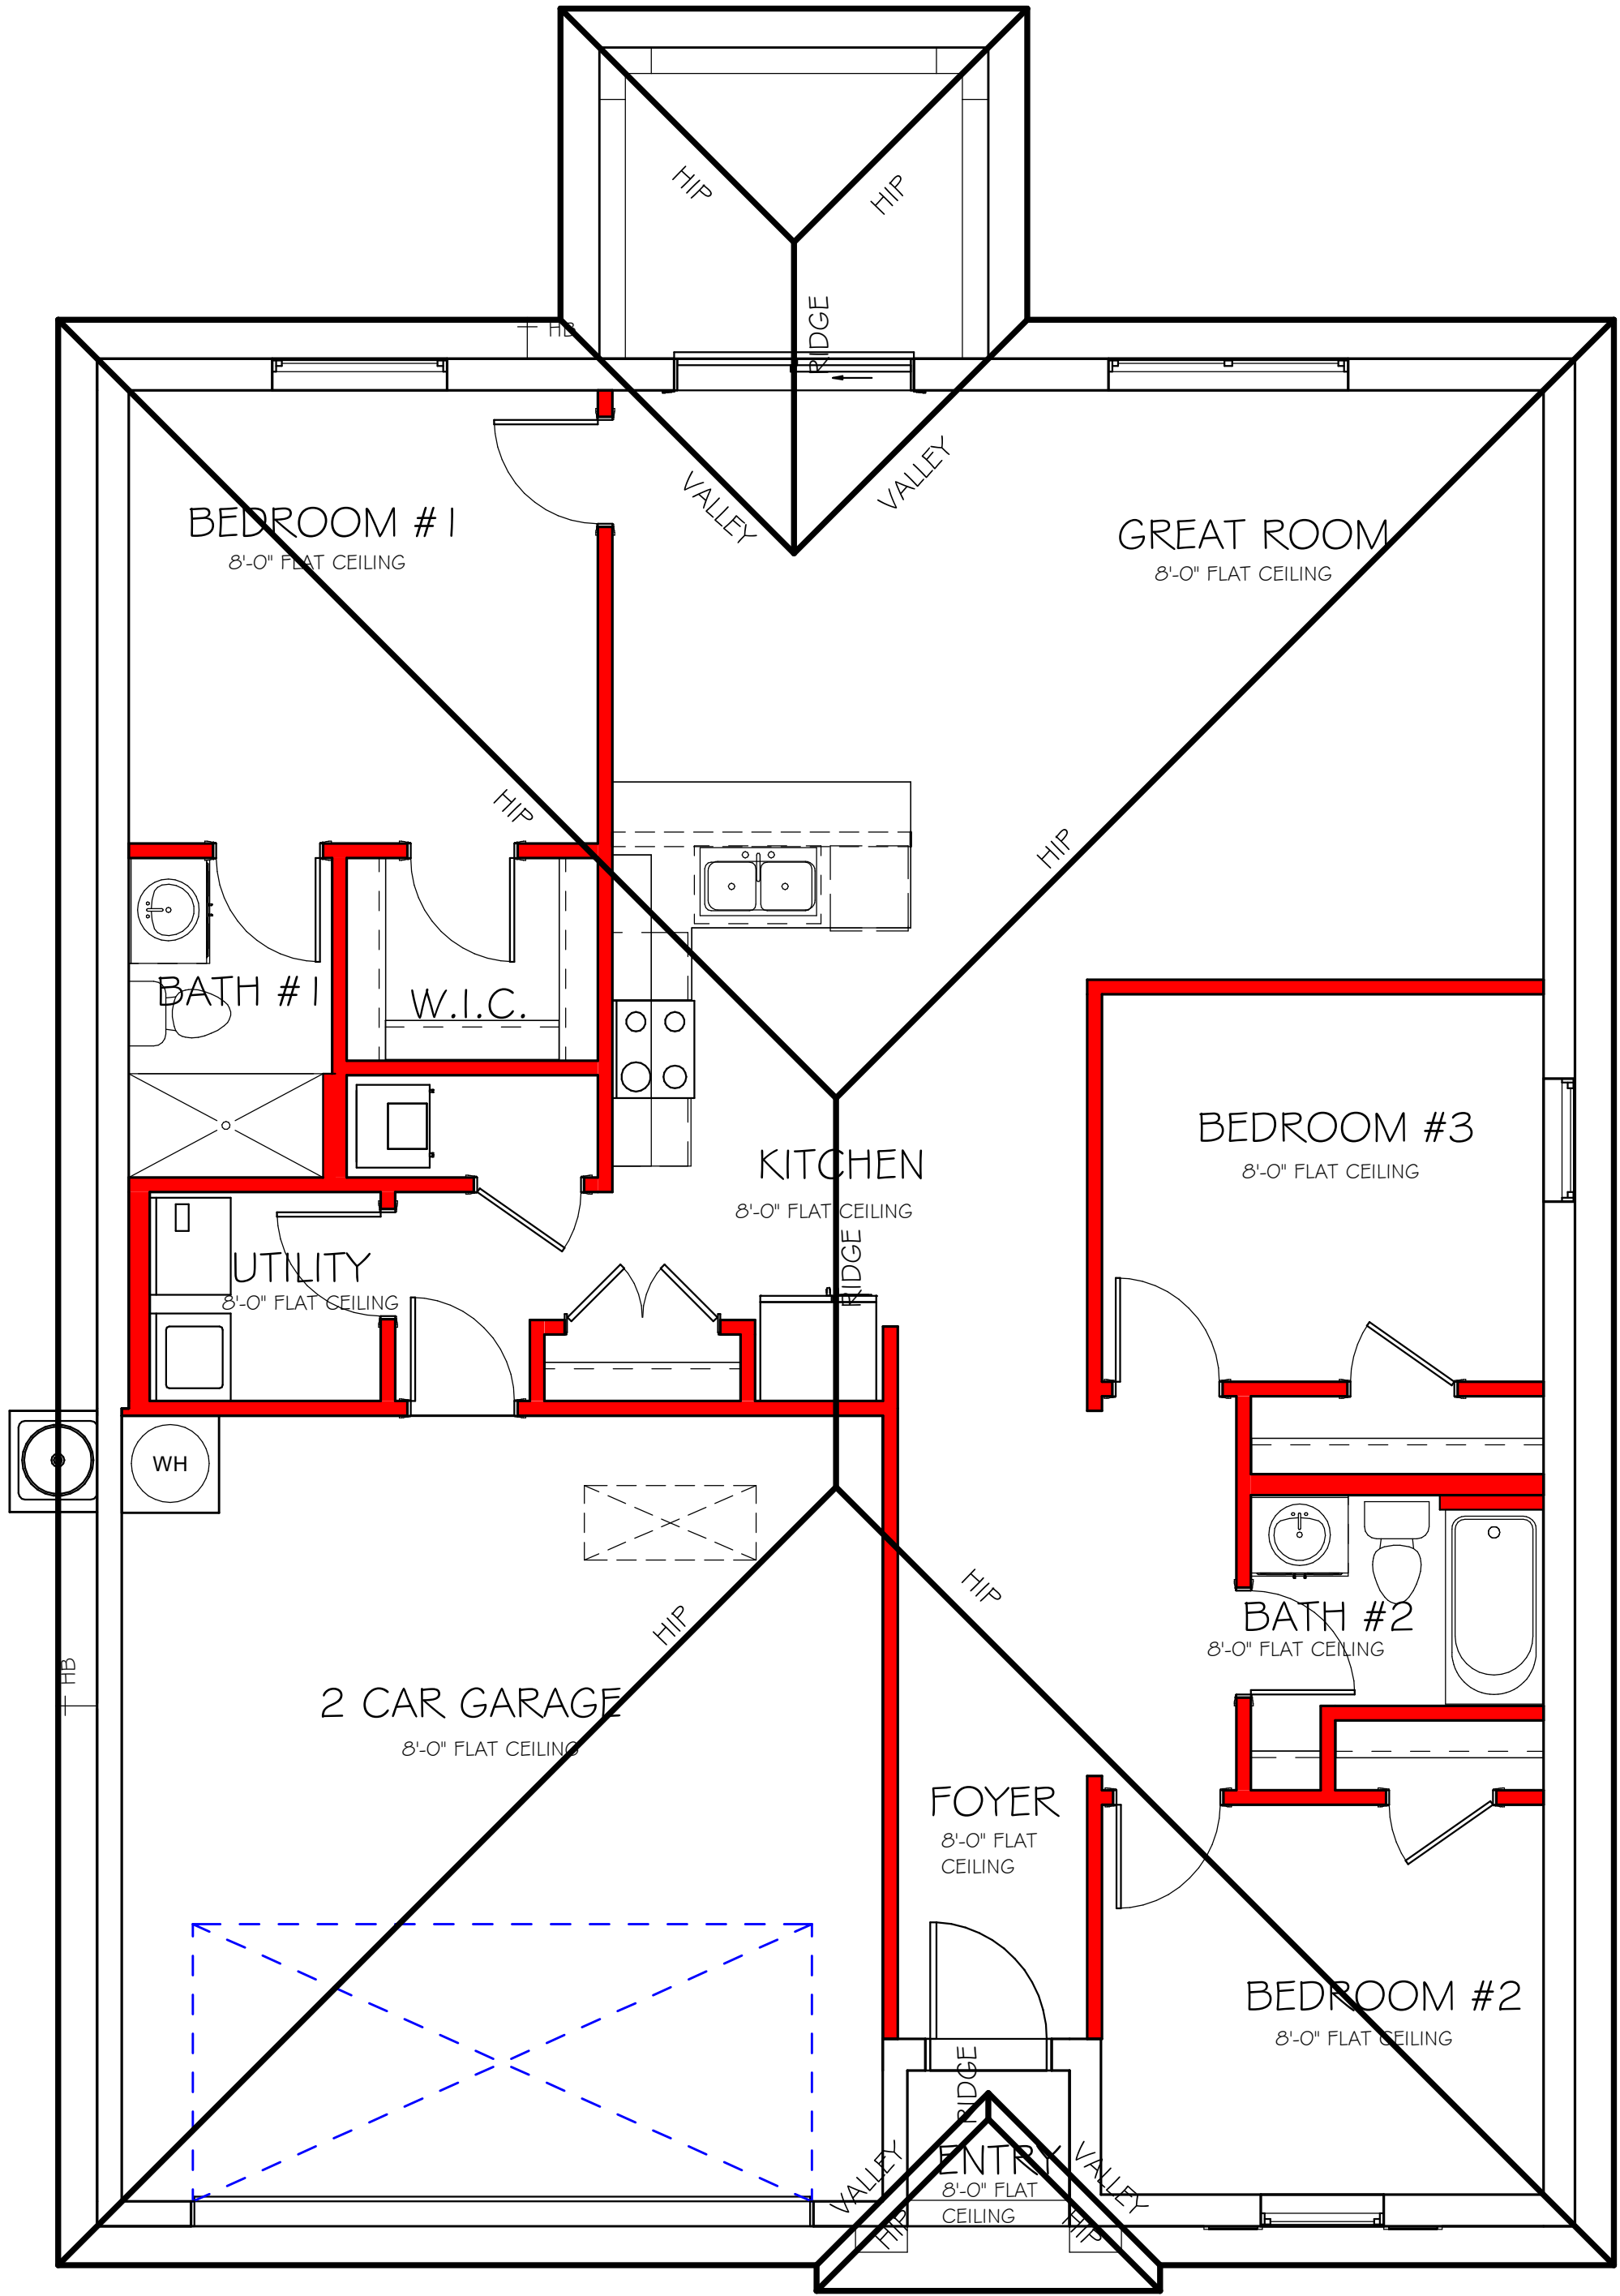 HIP
HIP
RIDGE
HB
VALLEY
VALLEY
BEDROOM #1
8'-0" FLAT CEILING
GREAT ROOM
8'-0" FLAT CEILING
HIP
HIP
BATH #1
W.I.C.
KITCHEN
8'-0" FLAT CEILING
BEDROOM #3
8'-0" FLAT CEILING
RIDGE
UTILITY
8'-0" FLAT CEILING
WH
HIP
HIP
BATH #2
8'-0" FLAT CEILING
HB
2 CAR GARAGE
8'-0" FLAT CEILING
FOYER
8'-0" FLAT
CEILING
BEDROOM #2
8'-0" FLAT CEILING
RIDGE
VALLEY
ENTRY
8'-0" FLAT
CEILING
VALLEY
HIP
HIP